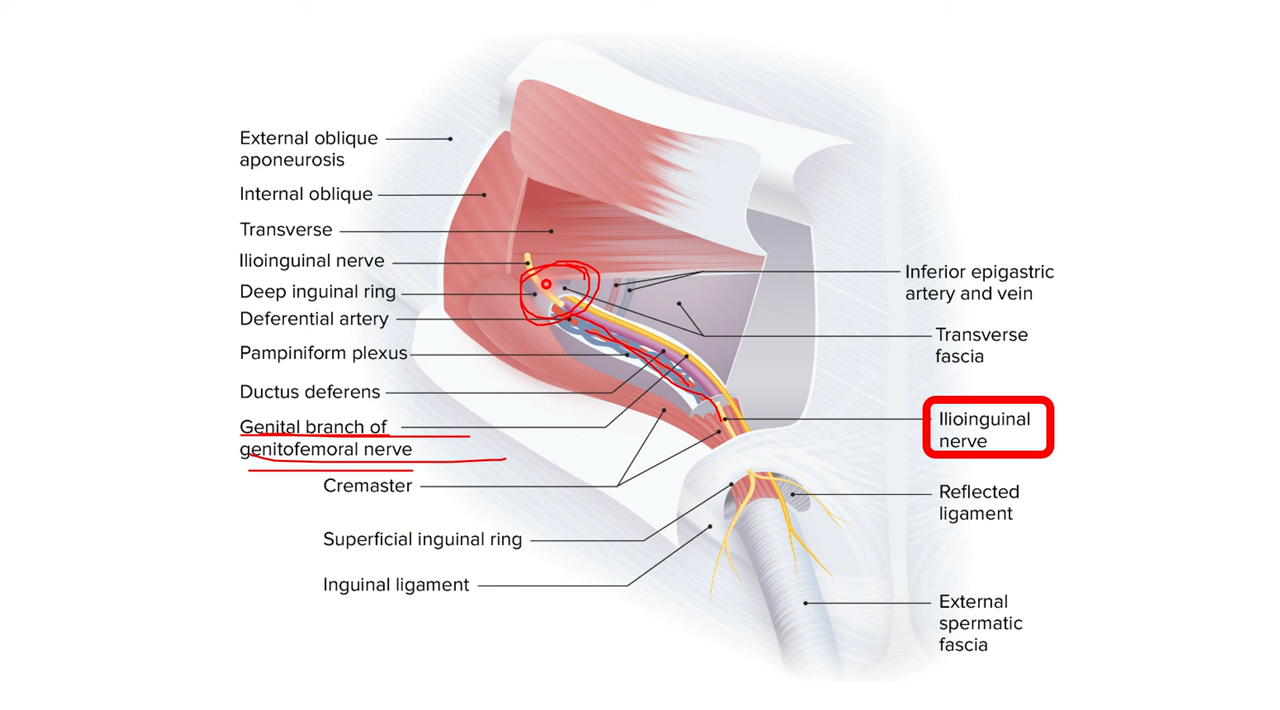 External oblique
aponeurosis
Internal oblique
Transverse
Ilioinguinal nerve
Deep inguinal ring
Deferential artery
Pampiniform plexus
Ductus deferens
Genital branch of
genitofemoral nerve
Cremaster
Superficial inguinal ring
Inguinal ligament
Inferior epigastric
artery and vein
Transverse
fascia
Ilioinguinal
nerve
Reflected
ligament
External
spermatic
fascia